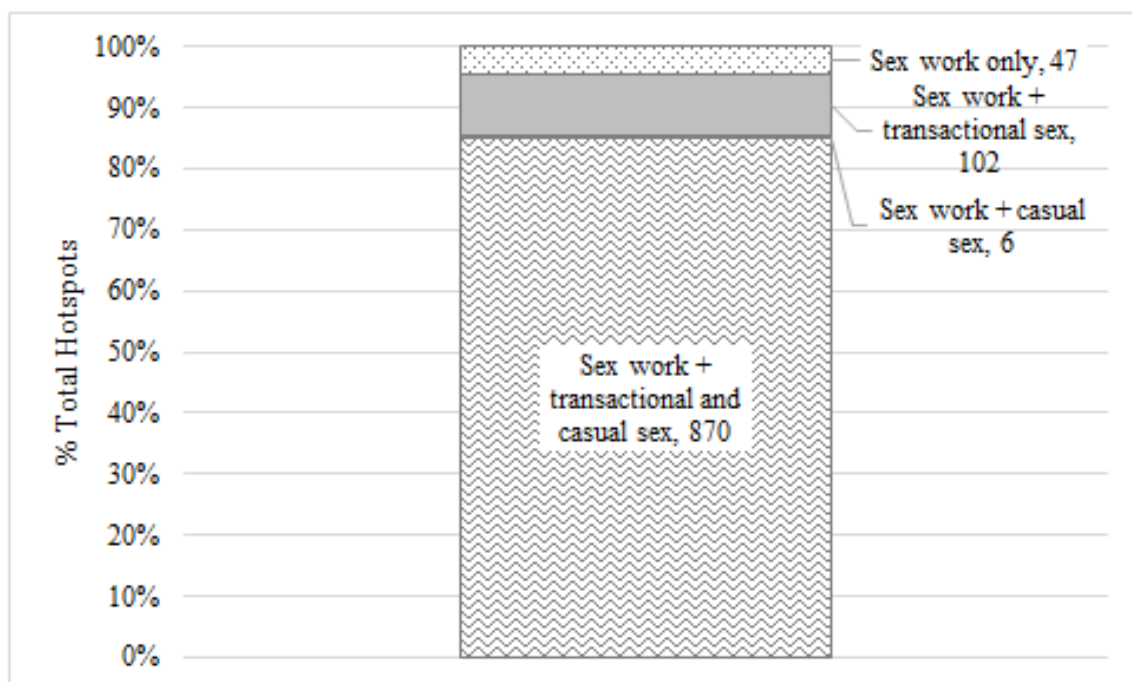 % Total Hotspots
100%
90%
80%
70%
60%
50%
40%
30%
20%
10%
0%
Sex work only, 47
Sex work +
transactional sex,
102
Sex work + casual
sex, 6
Sex work +
transactional and
casual sex, 870